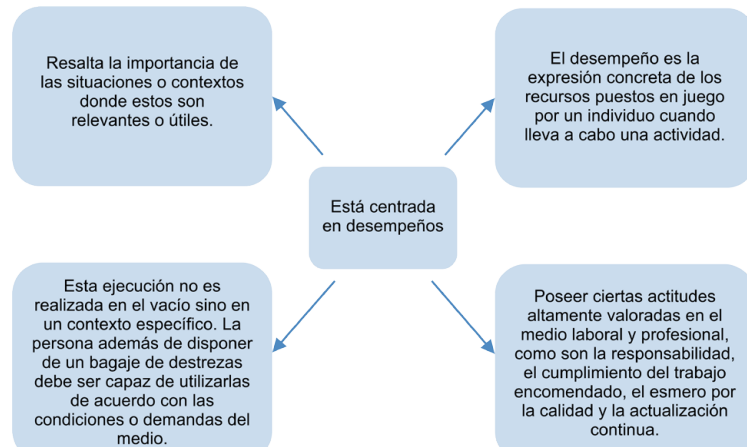 Resalta la importancia de
las situaciones o contextos
donde estos son
relevantes o útiles.
El desempeño es la
expresión concreta de los
recursos puestos en juego
por un individuo cuando
lleva a cabo una actividad.
Está centrada
en desempeños
Esta ejecución no es
realizada en el vacío sino en
un contexto específico. La
persona además de disponer
de un bagaje de destrezas
debe ser capaz de utilizarlas
de acuerdo con las
condiciones o demandas del
medio.
Poseer ciertas actitudes
altamente valoradas en el
medio laboral y profesional,
como son la responsabilidad,
el cumplimiento del trabajo
encomendado, el esmero por
la calidad y la actualización
continua.